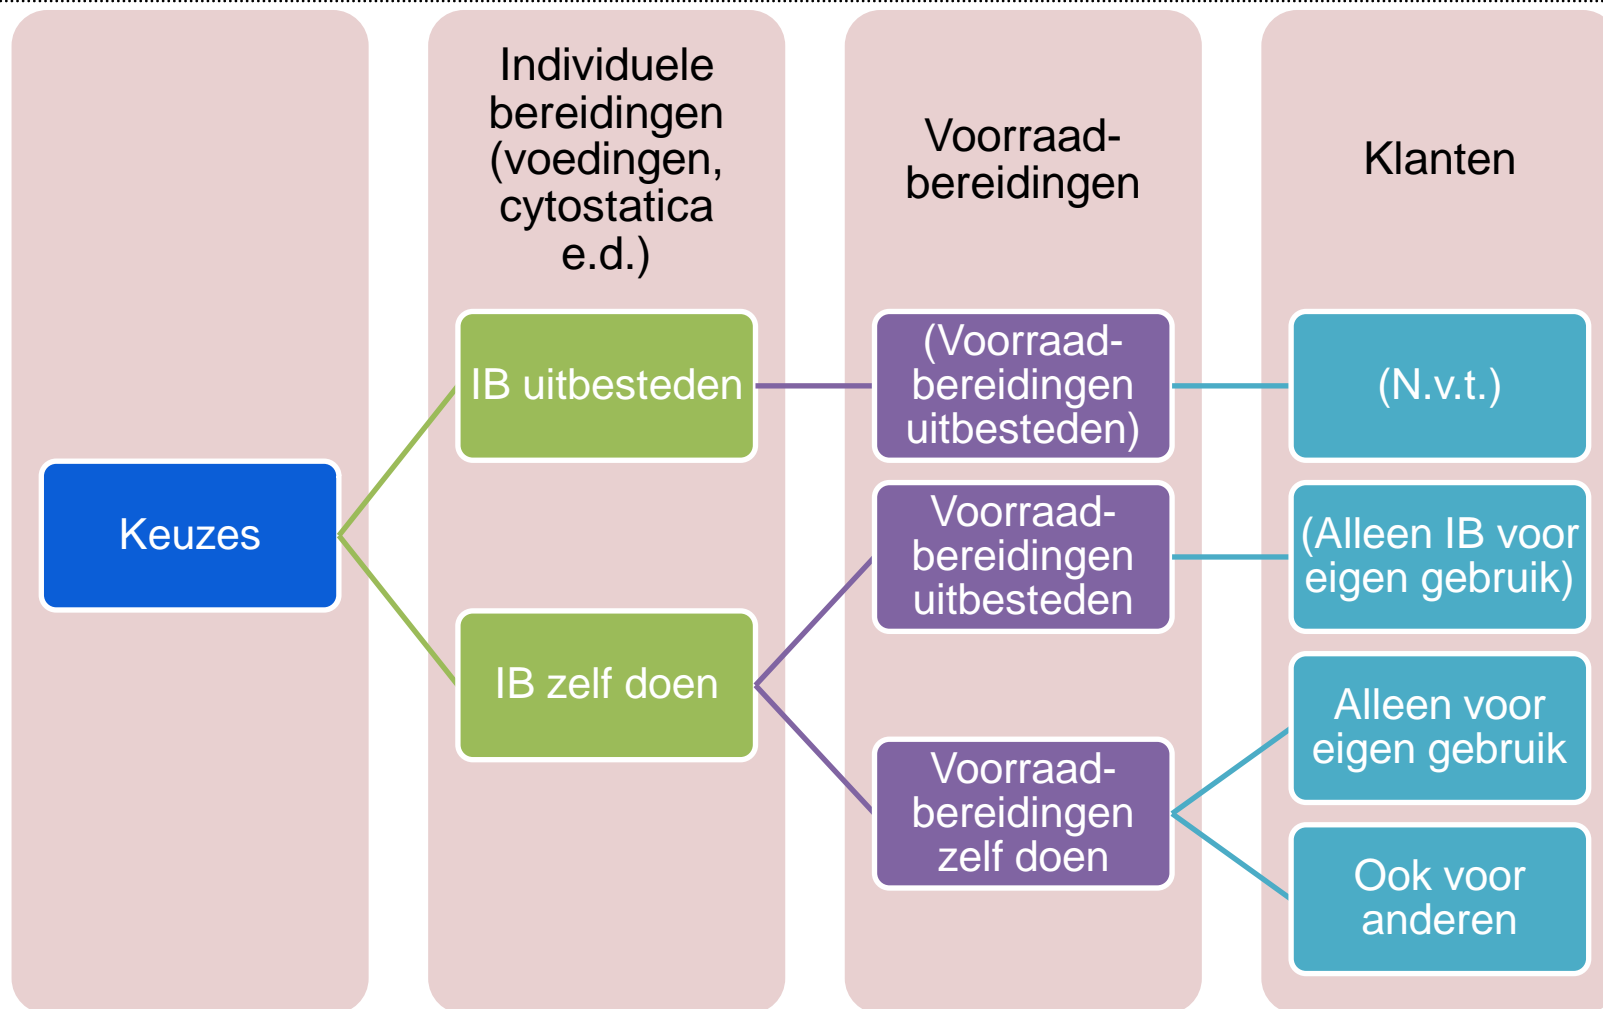 Individuele
bereidingen
(voedingen,
cytostatica
e.d.)
Voorraad-
bereidingen
Klanten
Keuzes
IB uitbesteden
IB zelf doen
(Voorraad-
bereidingen
uitbesteden)
Voorraad-
bereidingen
uitbesteden
Voorraad-
bereidingen
zelf doen
(N.v.t.)
(Alleen IB voor
eigen gebruik)
Alleen voor
eigen gebruik
Ook voor
anderen